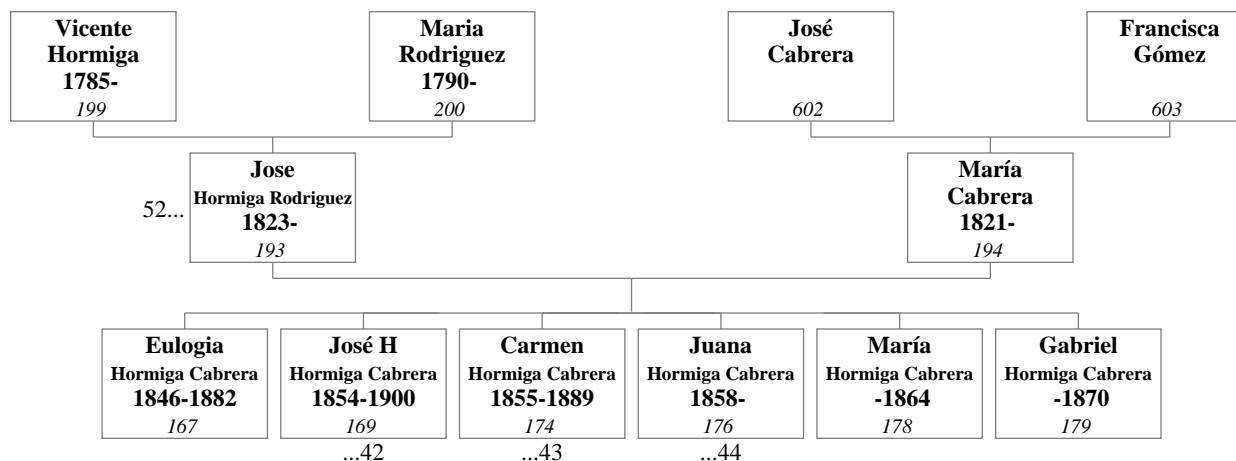 Vicente
Hormiga
1785-
199
Maria
Rodriguez
1790-
200
José
Cabrera
602
Francisca
Gómez
603
52...
Jose
Hormiga Rodriguez
1823-
193
María
Cabrera
1821-
194
Eulogia
Hormiga Cabrera
1846-1882
167
José H
Hormiga Cabrera
1854-1900
169
...42
Carmen
Hormiga Cabrera
1855-1889
174
...43
Juana
Hormiga Cabrera
1858-
176
...44
María
Hormiga Cabrera
-1864
178
Gabriel
Hormiga Cabrera
-1870
179